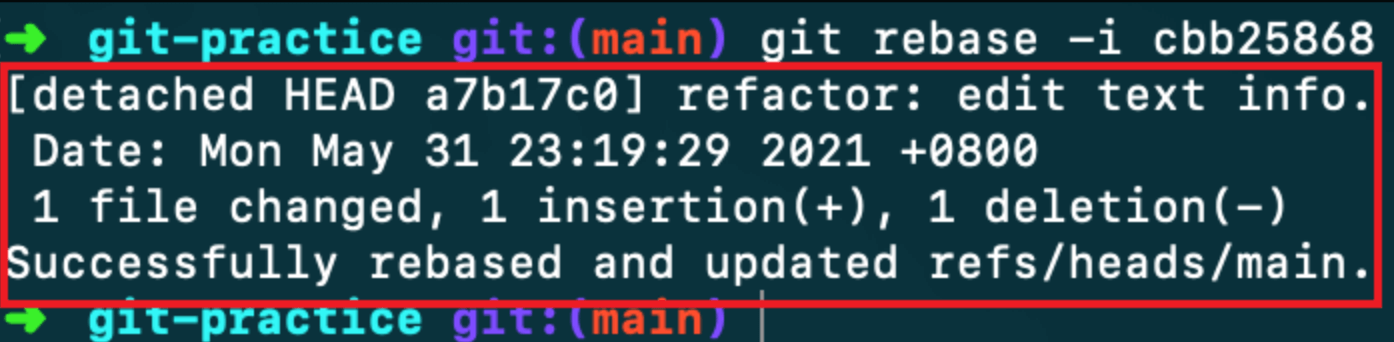 ➜ git-practice git:(main) git rebase -i cbb25868
[detached HEAD a7b17c0] refactor: edit text info.
Date: Mon May 31 23:19:29 2021 +0800
1 file changed, 1 insertion(+), 1 deletion(-)
Successfully rebased and updated refs/heads/main.
➜ git-practice git:(main)